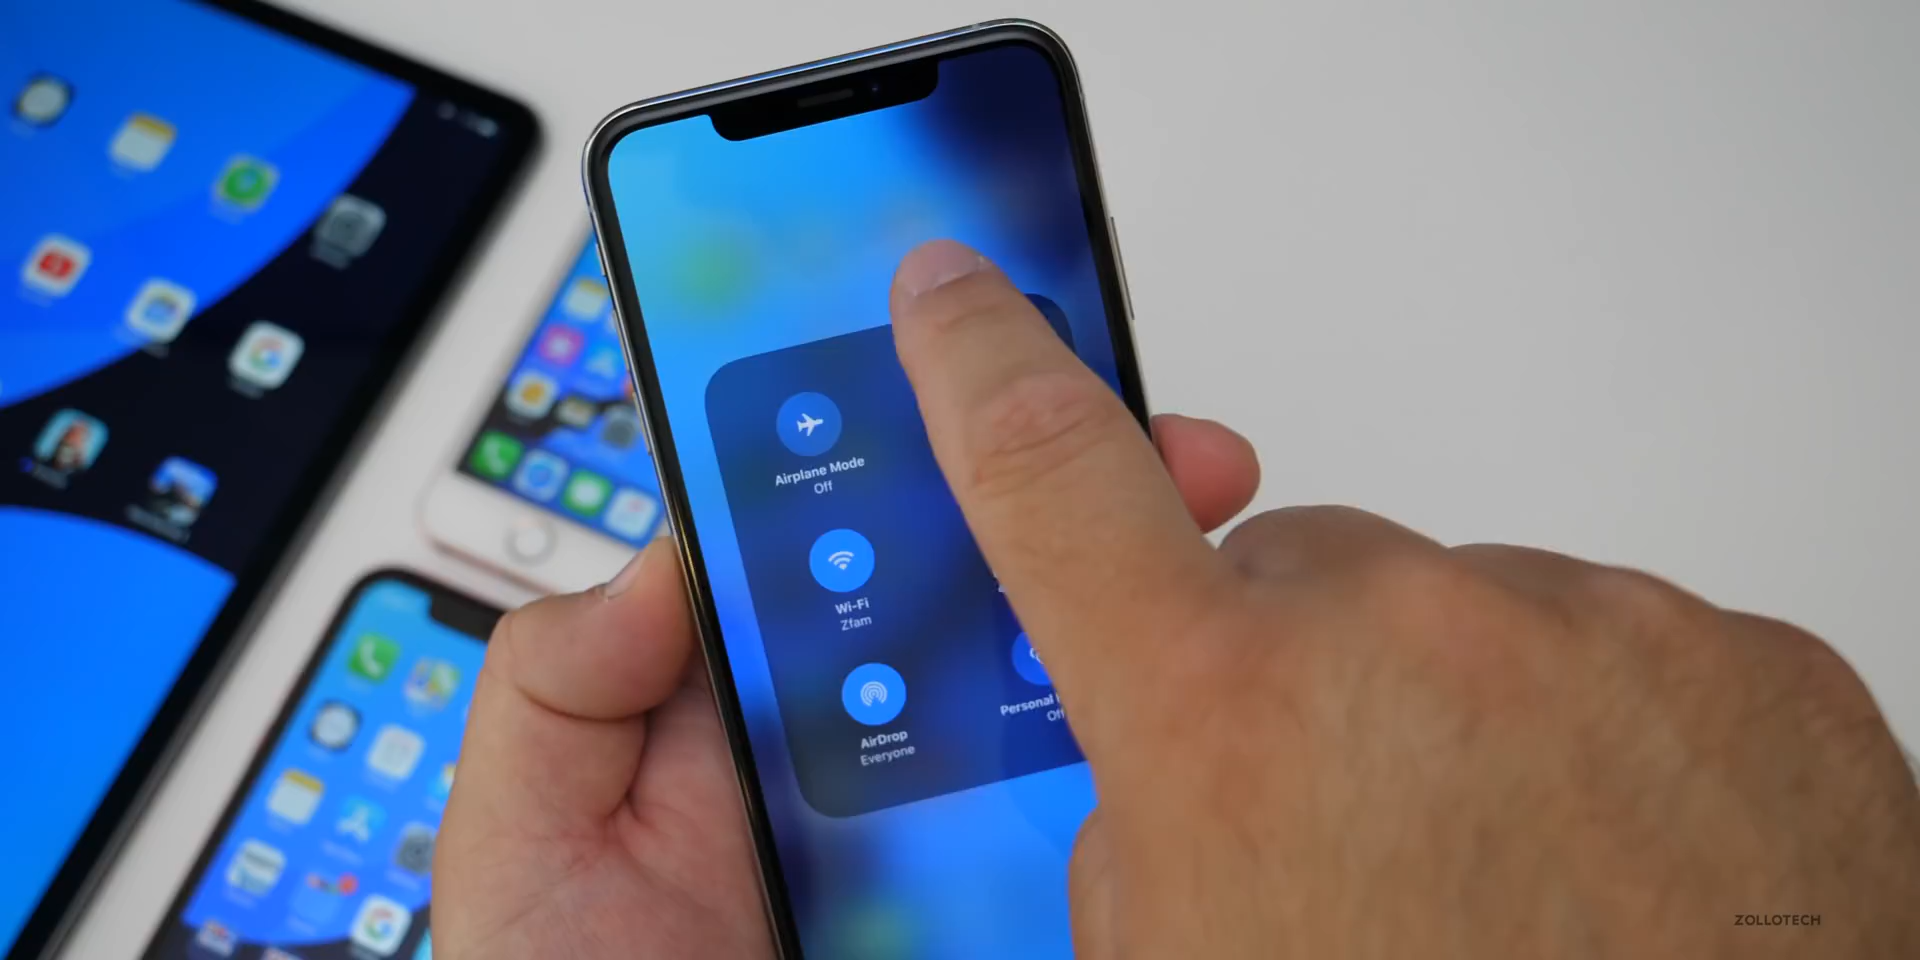 Airplane Mode
Off
Wi-Fi
Zfam
AirDrop
Everyone
Personal
Off
ZOLLOTECH